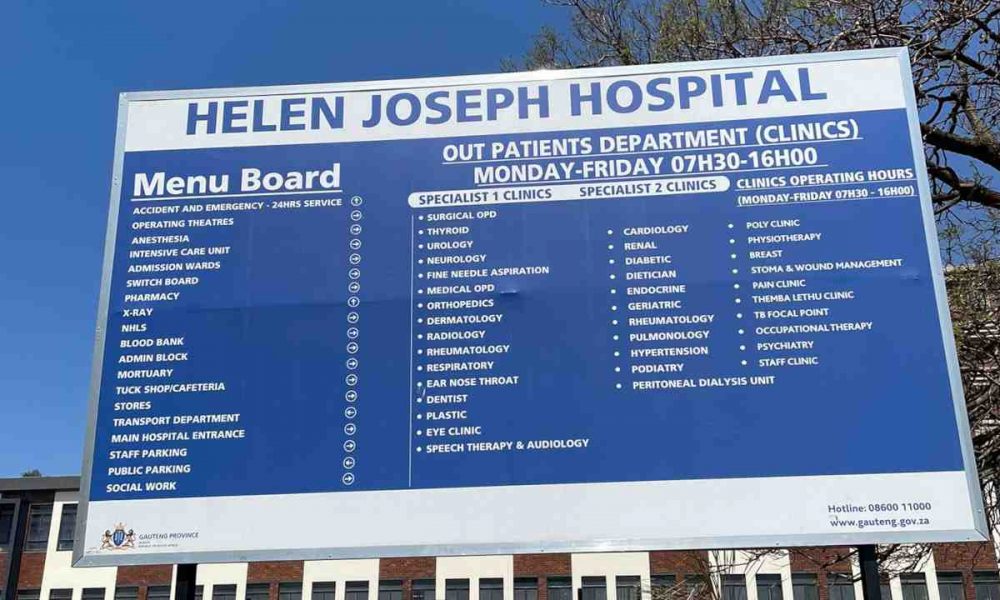 HELEN JOSEPH HOSPITAL
Menu Board
ACCIDENT AND EMERGENCY - 24HRS SERVICE
OPERATING THEATRES
ANESTHESIA
INTENSIVE CARE UNIT
ADMISSION WARDS
SWITCH BOARD
PHARMACY
X-RAY
NHLS
BLOOD BANK
ADMIN BLOCK
MORTUARY
TUCK SHOP/CAFETERIA
STORES
TRANSPORT DEPARTMENT
MAIN HOSPITAL ENTRANCE
STAFF PARKING
PUBLIC PARKING
SOCIAL WORK
OUT PATIENTS DEPARTMENT (CLINICS)
MONDAY-FRIDAY 07H30-16H00
SPECIALIST 1 CLINICS
• SURGICAL OPD
• THYROID
• UROLOGY
• NEUROLOGY
• FINE NEEDLE ASPIRATION
• MEDICAL OPD
• ORTHOPEDICS
• DERMATOLOGY
• RADIOLOGY
• RHEUMATOLOGY
• RESPIRATORY
• EAR NOSE THROAT
• DENTIST
• PLASTIC
• EYE CLINIC
• SPEECH THERAPY & AUDIOLOGY
SPECIALIST 2 CLINICS
• CARDIOLOGY
• RENAL
• DIABETIC
• DIETICIAN
• ENDOCRINE
• GERIATRIC
• RHEUMATOLOGY
• PULMONOLOGY
• HYPERTENSION
• PODIATRY
• PERITONEAL DIALYSIS UNIT
CLINICS OPERATING HOURS
(MONDAY-FRIDAY 07H30 - 16H00)
• POLY CLINIC
• PHYSIOTHERAPY
• BREAST
• STOMA & WOUND MANAGEMENT
• PAIN CLINIC
• THEMBA LETHU CLINIC
• TB FOCAL POINT
• OCCUPATIONAL THERAPY
• PSYCHIATRY
• STAFF CLINIC
GAUTENG PROVINCE
Hotline: 08600 11000
www.gauteng.gov.za